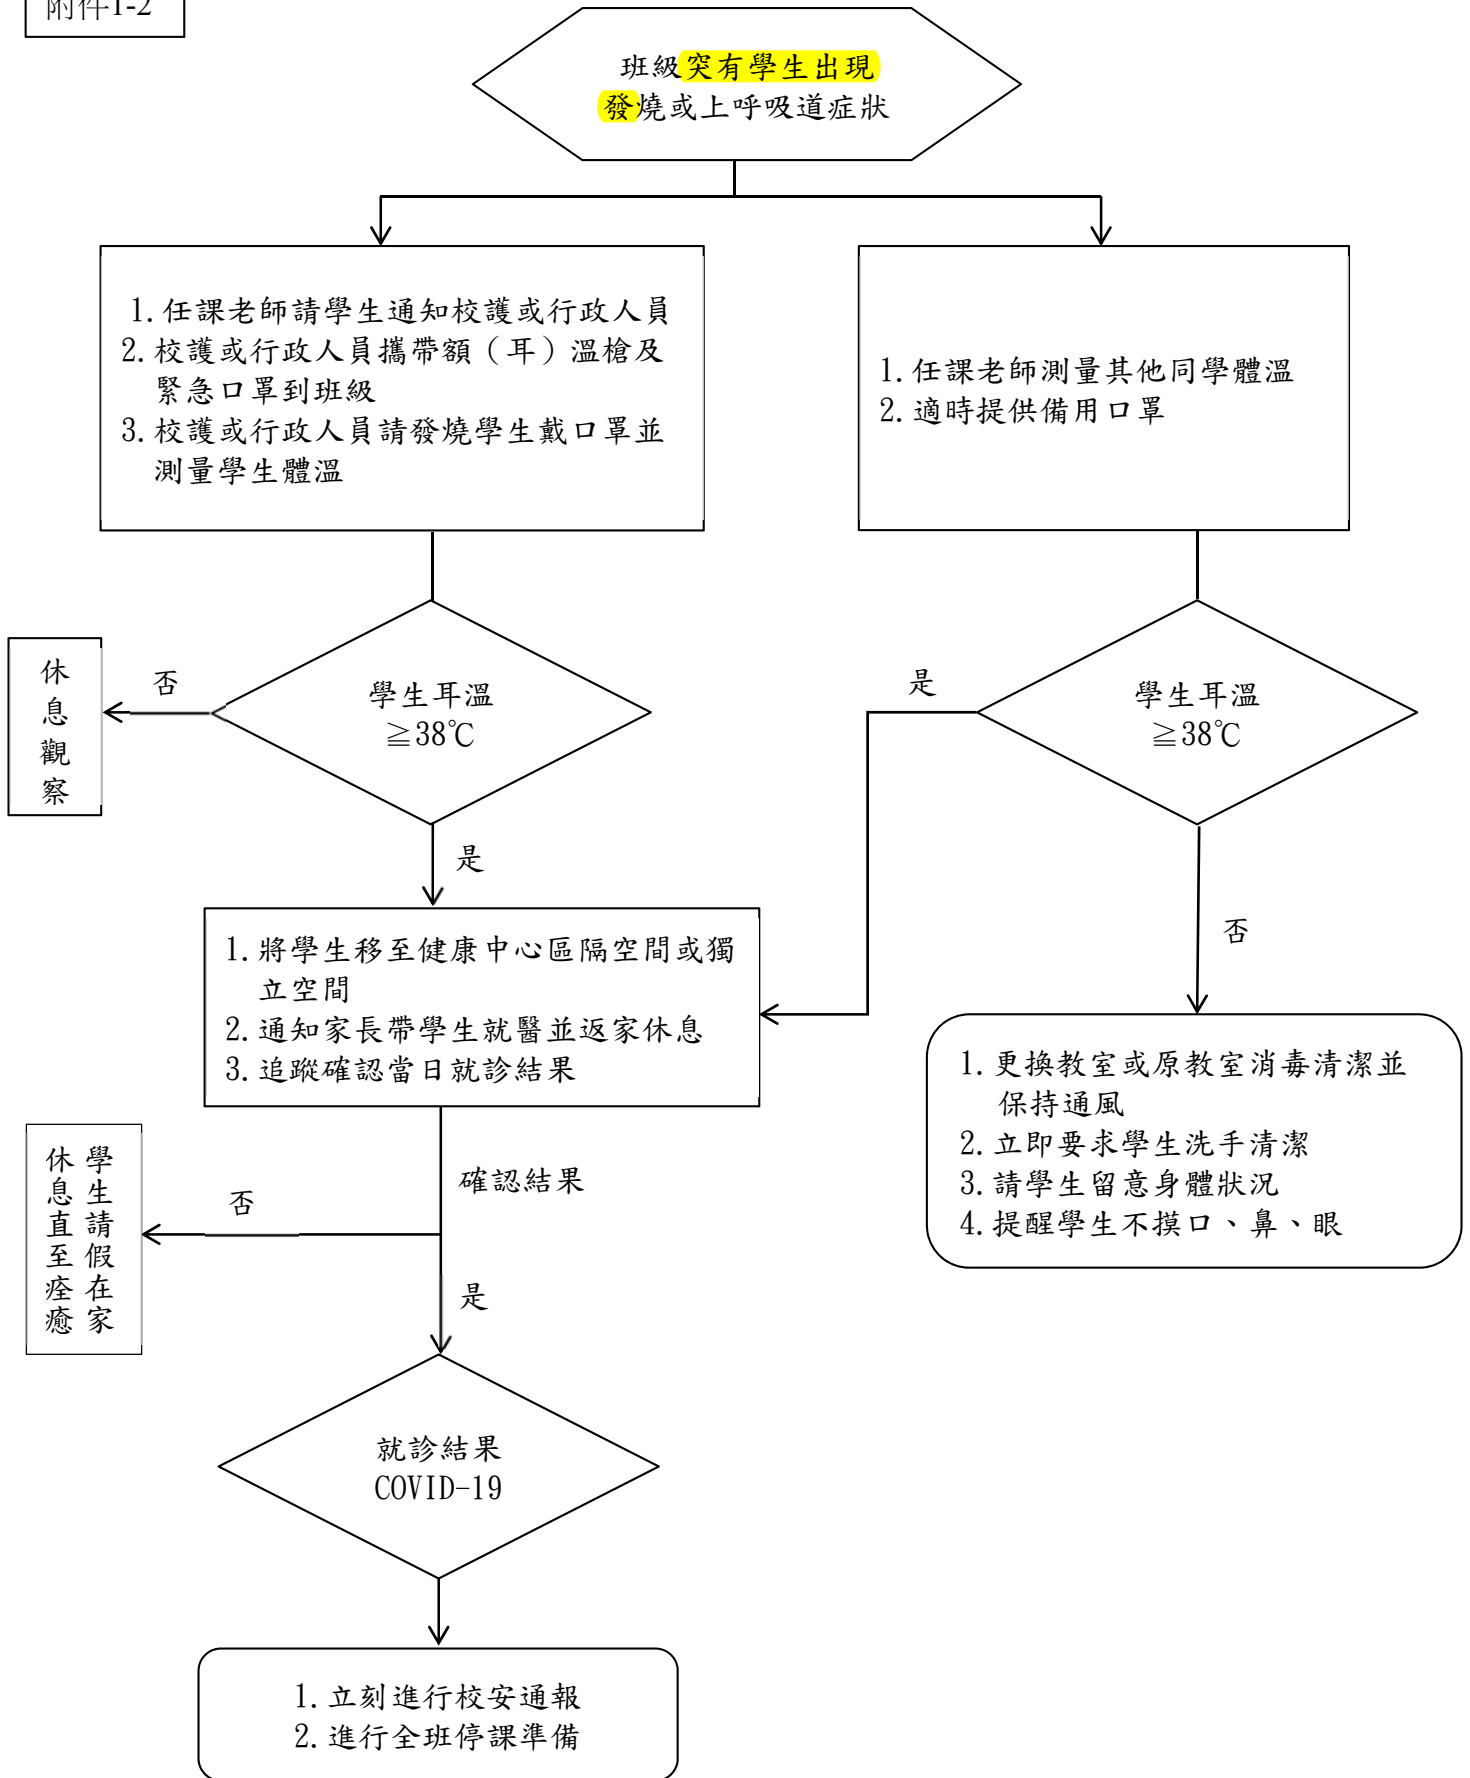 附件1-2
班級突有學生出現
發燒或上呼吸道症狀
1.任課老師請學生通知校護或行政人員
2.校護或行政人員攜帶額（耳）溫槍及
緊急口罩到班級
3.校護或行政人員請發燒學生戴口罩並
測量學生體溫
1.任課老師測量其他同學體溫
2.適時提供備用口罩
學生耳溫
≧38℃
否
休息觀察
是
學生耳溫
≧38℃
是
否
1.將學生移至健康中心區隔空間或獨
立空間
2.通知家長帶學生就醫並返家休息
3.追蹤確認當日就診結果
1.更換教室或原教室消毒清潔並
保持通風
2.立即要求學生洗手清潔
3.請學生留意身體狀況
4.提醒學生不摸口、鼻、眼
確認結果
否
學生請假在家
休息直至痊癒
是
就診結果
COVID-19
1.立刻進行校安通報
2.進行全班停課準備